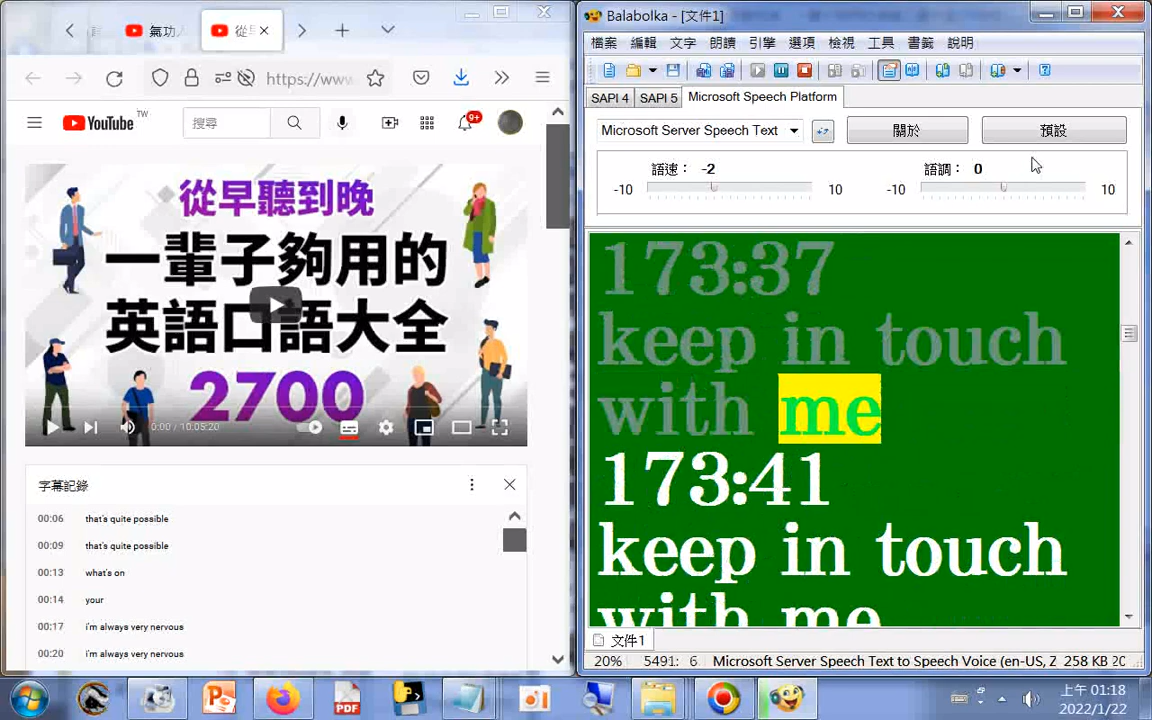 氣功
從
https://www
YouTube TW
搜尋
9+
從早聽到晚
一輩子夠用的
英語口語大全
2700
0:00 / 10:05:20
字幕記錄
00:06 that's quite possible
00:09 that's quite possible
00:13 what's on
00:14 your
00:17 i'm always very nervous
00:20 i'm always very nervous
Balabolka - [文件1]
檔案 編輯 文字 朗讀 引擎 選項 檢視 工具 書籤 說明
SAPI 4 SAPI 5 Microsoft Speech Platform
Microsoft Server Speech Text 關於 預設
語速： -2 語調： 0
-10 10 -10 10
173:37
keep in touch
with me
173:41
keep in touch
with me
文件1
20% 5491: 6 Microsoft Server Speech Text to Speech Voice (en-US, Z 258 KB 20
PDF
上午 01:18
2022/1/22